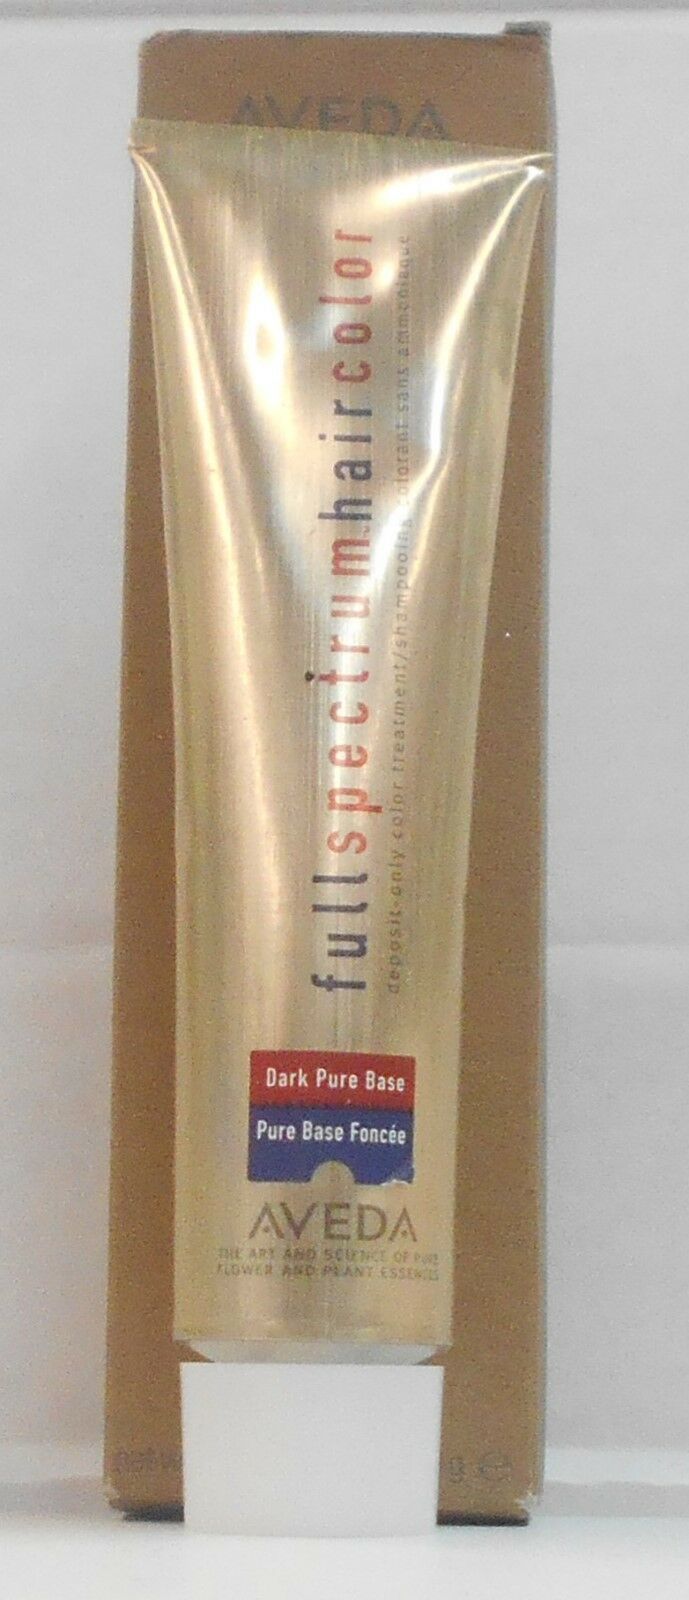 AVEDA
fullspectrumhaircolor
deposit-only color treatment/shampooing colorant sans ammoniaque
Dark Pure Base
Pure Base Foncée
AVEDA
THE ART AND SCIENCE OF PURE
FLOWER AND PLANT ESSENCES
g e